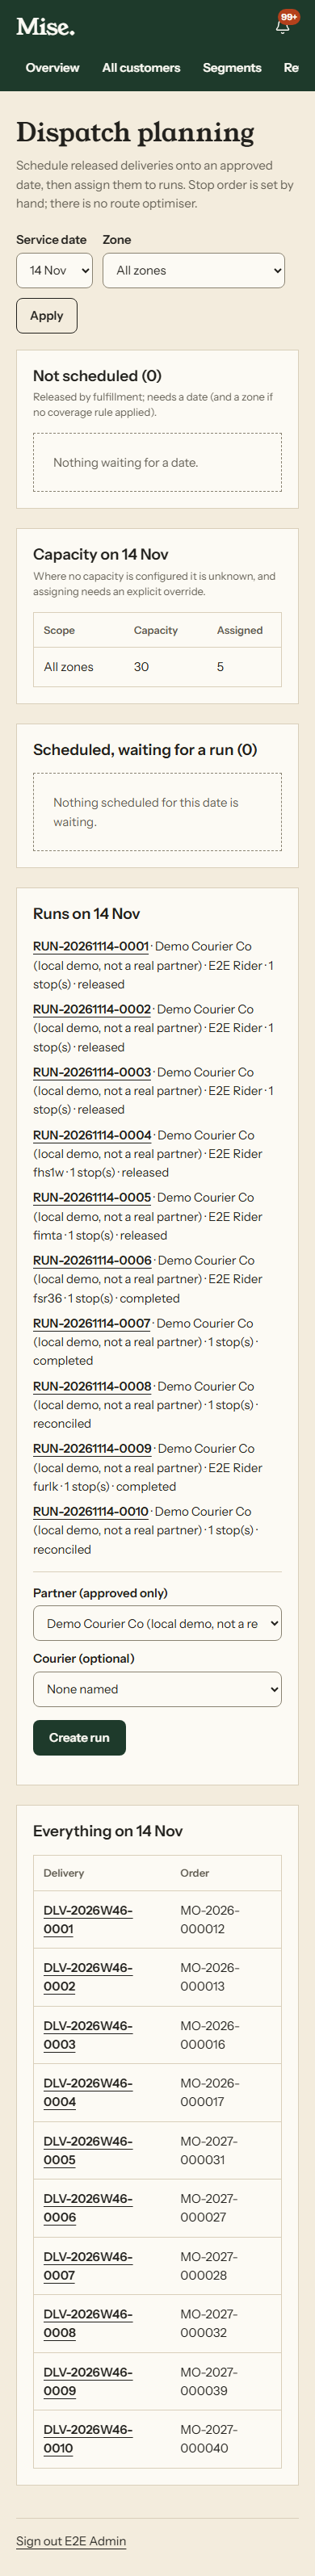 Mise.
99+
Overview All customers Segments Re
Dispatch planning
Schedule released deliveries onto an approved
date, then assign them to runs. Stop order is set by
hand; there is no route optimiser.
Service date Zone
14 Nov All zones
Apply
Not scheduled (0)
Released by fulfillment; needs a date (and a zone if
no coverage rule applied).
Nothing waiting for a date.
Capacity on 14 Nov
Where no capacity is configured it is unknown, and
assigning needs an explicit override.
Scope Capacity Assigned
All zones 30 5
Scheduled, waiting for a run (0)
Nothing scheduled for this date is
waiting.
Runs on 14 Nov
RUN-20261114-0001 · Demo Courier Co
(local demo, not a real partner) · E2E Rider · 1
stop(s) · released
RUN-20261114-0002 · Demo Courier Co
(local demo, not a real partner) · E2E Rider · 1
stop(s) · released
RUN-20261114-0003 · Demo Courier Co
(local demo, not a real partner) · E2E Rider · 1
stop(s) · released
RUN-20261114-0004 · Demo Courier Co
(local demo, not a real partner) · E2E Rider
fhs1w · 1 stop(s) · released
RUN-20261114-0005 · Demo Courier Co
(local demo, not a real partner) · E2E Rider
fimta · 1 stop(s) · released
RUN-20261114-0006 · Demo Courier Co
(local demo, not a real partner) · E2E Rider
fsr36 · 1 stop(s) · completed
RUN-20261114-0007 · Demo Courier Co
(local demo, not a real partner) · 1 stop(s) ·
completed
RUN-20261114-0008 · Demo Courier Co
(local demo, not a real partner) · 1 stop(s) ·
reconciled
RUN-20261114-0009 · Demo Courier Co
(local demo, not a real partner) · E2E Rider
furlk · 1 stop(s) · completed
RUN-20261114-0010 · Demo Courier Co
(local demo, not a real partner) · 1 stop(s) ·
reconciled
Partner (approved only)
Demo Courier Co (local demo, not a re
Courier (optional)
None named
Create run
Everything on 14 Nov
Delivery Order
DLV-2026W46- MO-2026-
0001 000012
DLV-2026W46- MO-2026-
0002 000013
DLV-2026W46- MO-2026-
0003 000016
DLV-2026W46- MO-2026-
0004 000017
DLV-2026W46- MO-2027-
0005 000031
DLV-2026W46- MO-2027-
0006 000027
DLV-2026W46- MO-2027-
0007 000028
DLV-2026W46- MO-2027-
0008 000032
DLV-2026W46- MO-2027-
0009 000039
DLV-2026W46- MO-2027-
0010 000040
Sign out E2E Admin